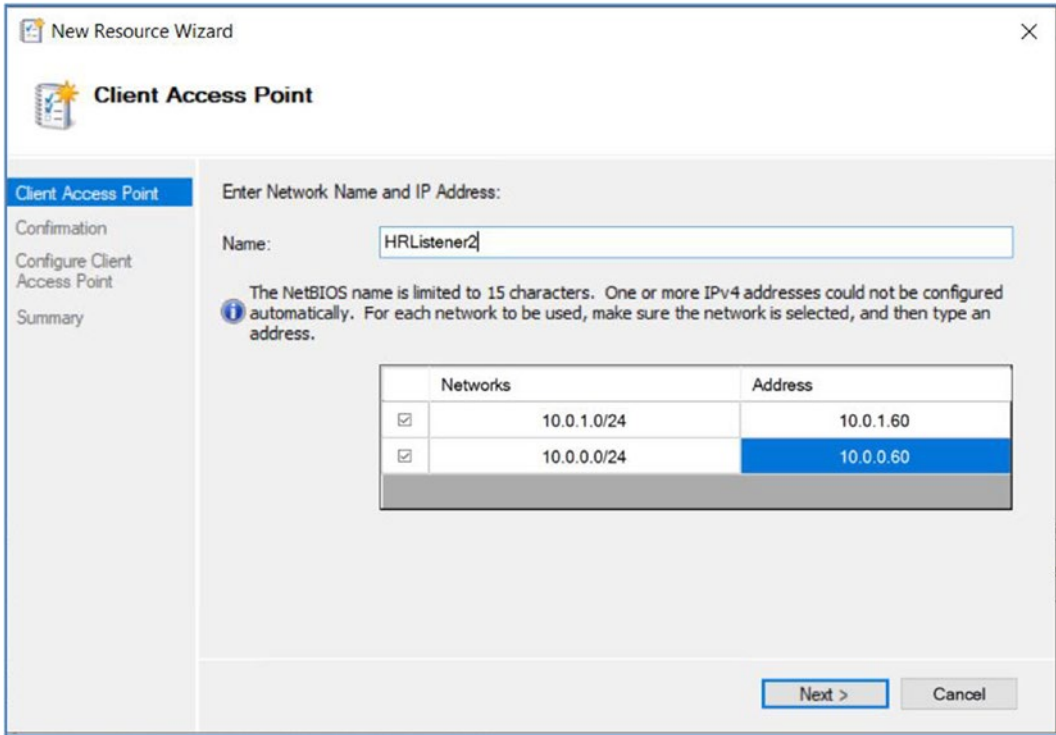 New Resource Wizard
Client Access Point
Client Access Point
Confirmation
Configure Client
Access Point
Summary
Enter Network Name and IP Address:
Name:
HRListener2
The NetBIOS name is limited to 15 characters. One or more IPv4 addresses could not be configured
automatically. For each network to be used, make sure the network is selected, and then type an
address.
Networks Address
10.0.1.0/24 10.0.1.60
10.0.0.0/24 10.0.0.60
Next > Cancel